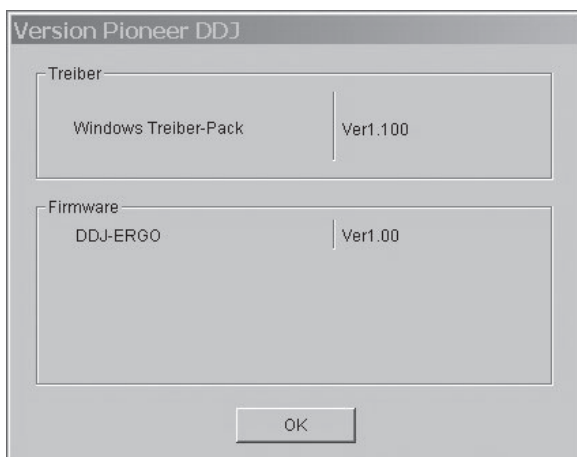 Version Pioneer DDJ
Treiber
Windows Treiber-Pack Ver1.100
Firmware
DDJ-ERGO Ver1.00
OK